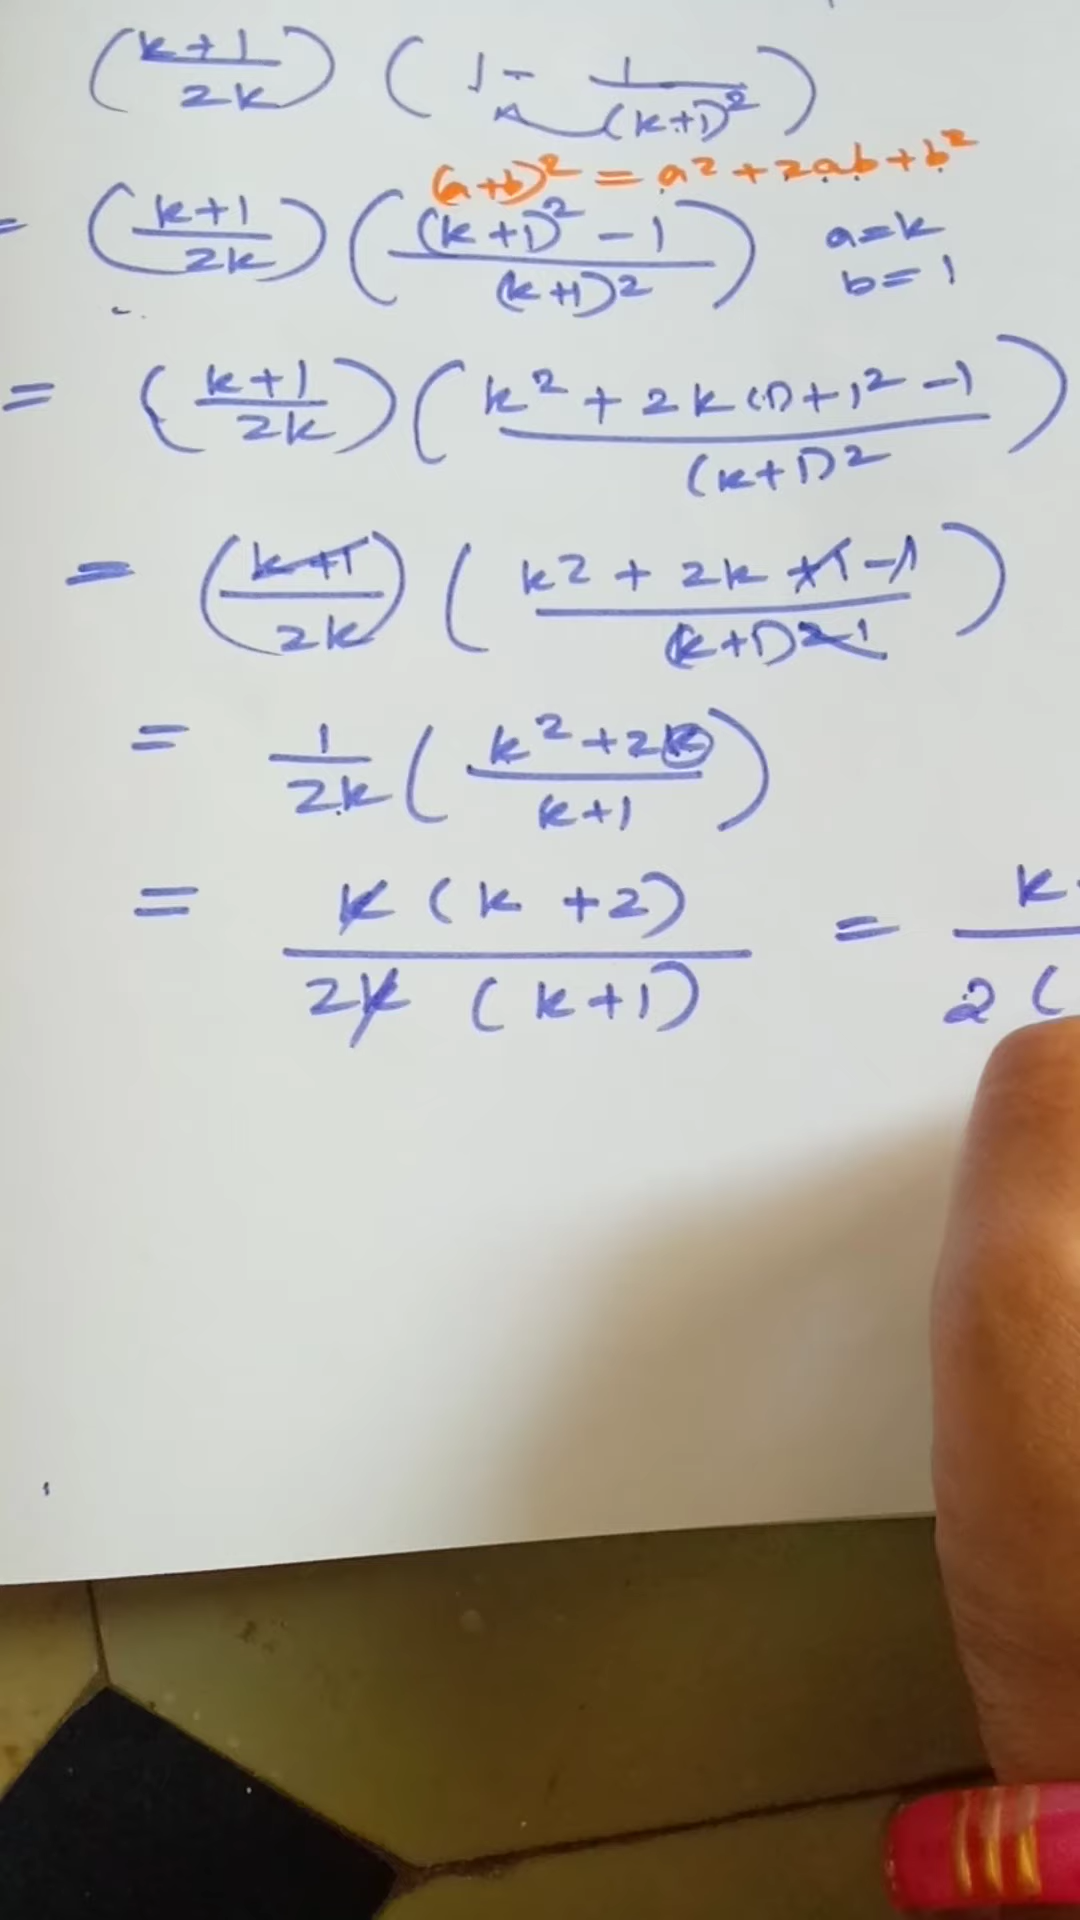 (k+1/2k) (1 - 1/(k+1)²)
(a+b)² = a² + 2ab + b²
= (k+1/2k) ((k+1)² - 1/(k+1)²) a=k
b=1
= (k+1/2k) (k² + 2k(1) + 1² - 1/(k+1)²)
= (k+1/2k) (k² + 2k + 1 - 1/(k+1)2 1)
= 1/2k (k² + 2k/k+1)
= k(k+2)/2k(k+1) = k/2(